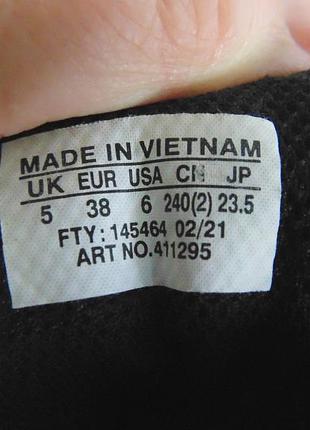 MADE IN VIETNAM
UK EUR USA CH JP
5 38 6 240(2) 23.5
FTY: 145464 02/21
ART NO.411295